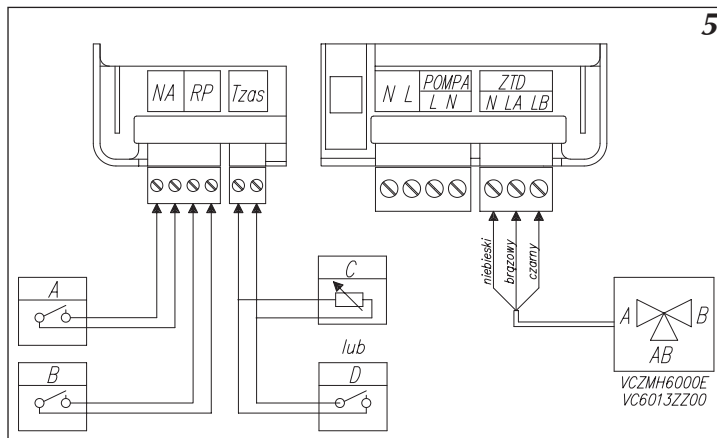 5
NA RP Tzas
N L POMPA ZTD
L N N LA LB
niebieski
brązowy
czarny
A
C
A B
AB
lub
B
D
VCZMH6000E
VC6013ZZ00